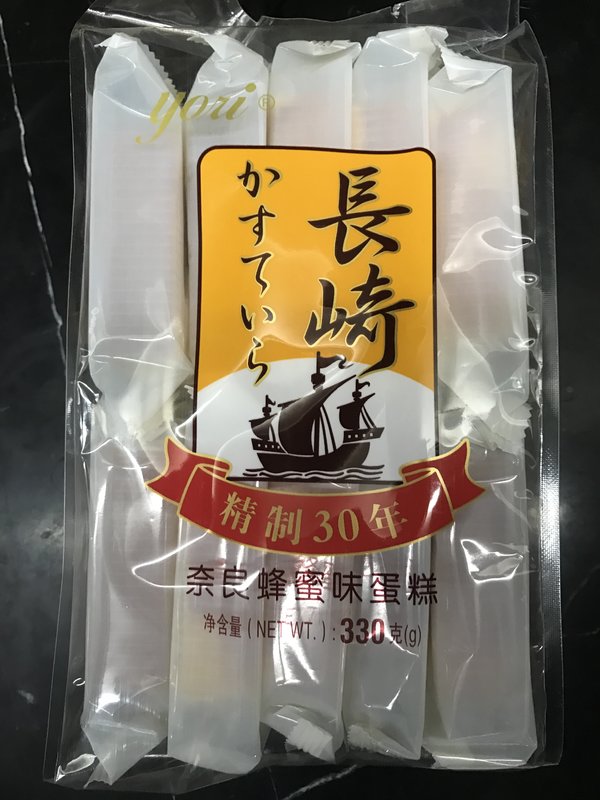 yori®
長崎
かすていら
精制30年
奈良蜂蜜味蛋糕
净含量(NET WT.):330克(g)